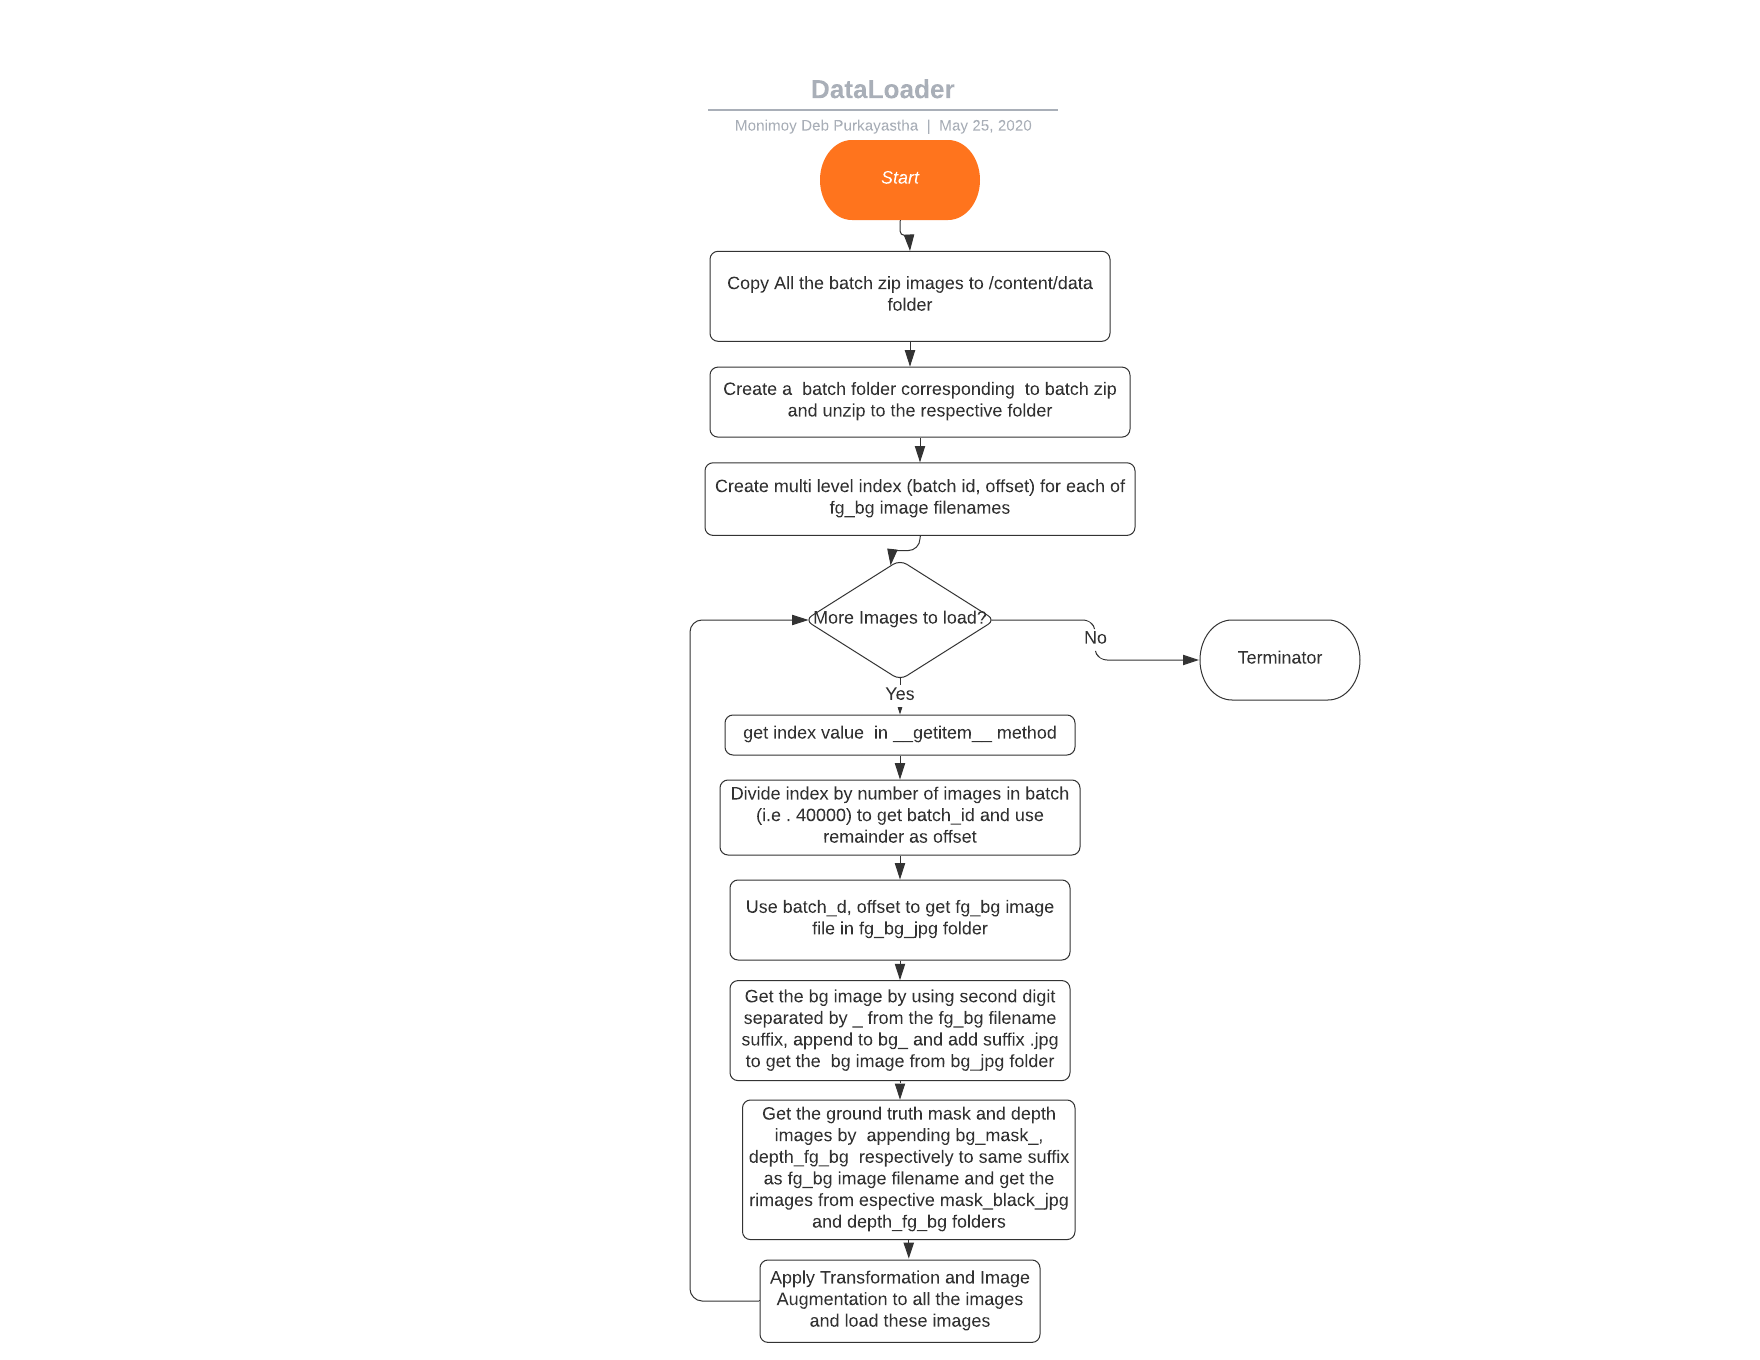 DataLoader
Monimoy Deb Purkayastha | May 25, 2020
Start
Copy All the batch zip images to /content/data
folder
Create a batch folder corresponding to batch zip
and unzip to the respective folder
Create multi level index (batch id, offset) for each of
fg_bg image filenames
More Images to load?
No
Terminator
Yes
get index value in __getitem__ method
Divide index by number of images in batch
(i.e . 40000) to get batch_id and use
remainder as offset
Use batch_d, offset to get fg_bg image
file in fg_bg_jpg folder
Get the bg image by using second digit
separated by _ from the fg_bg filename
suffix, append to bg_ and add suffix .jpg
to get the bg image from bg_jpg folder
Get the ground truth mask and depth
images by appending bg_mask_,
depth_fg_bg respectively to same suffix
as fg_bg image filename and get the
rimages from espective mask_black_jpg
and depth_fg_bg folders
Apply Transformation and Image
Augmentation to all the images
and load these images